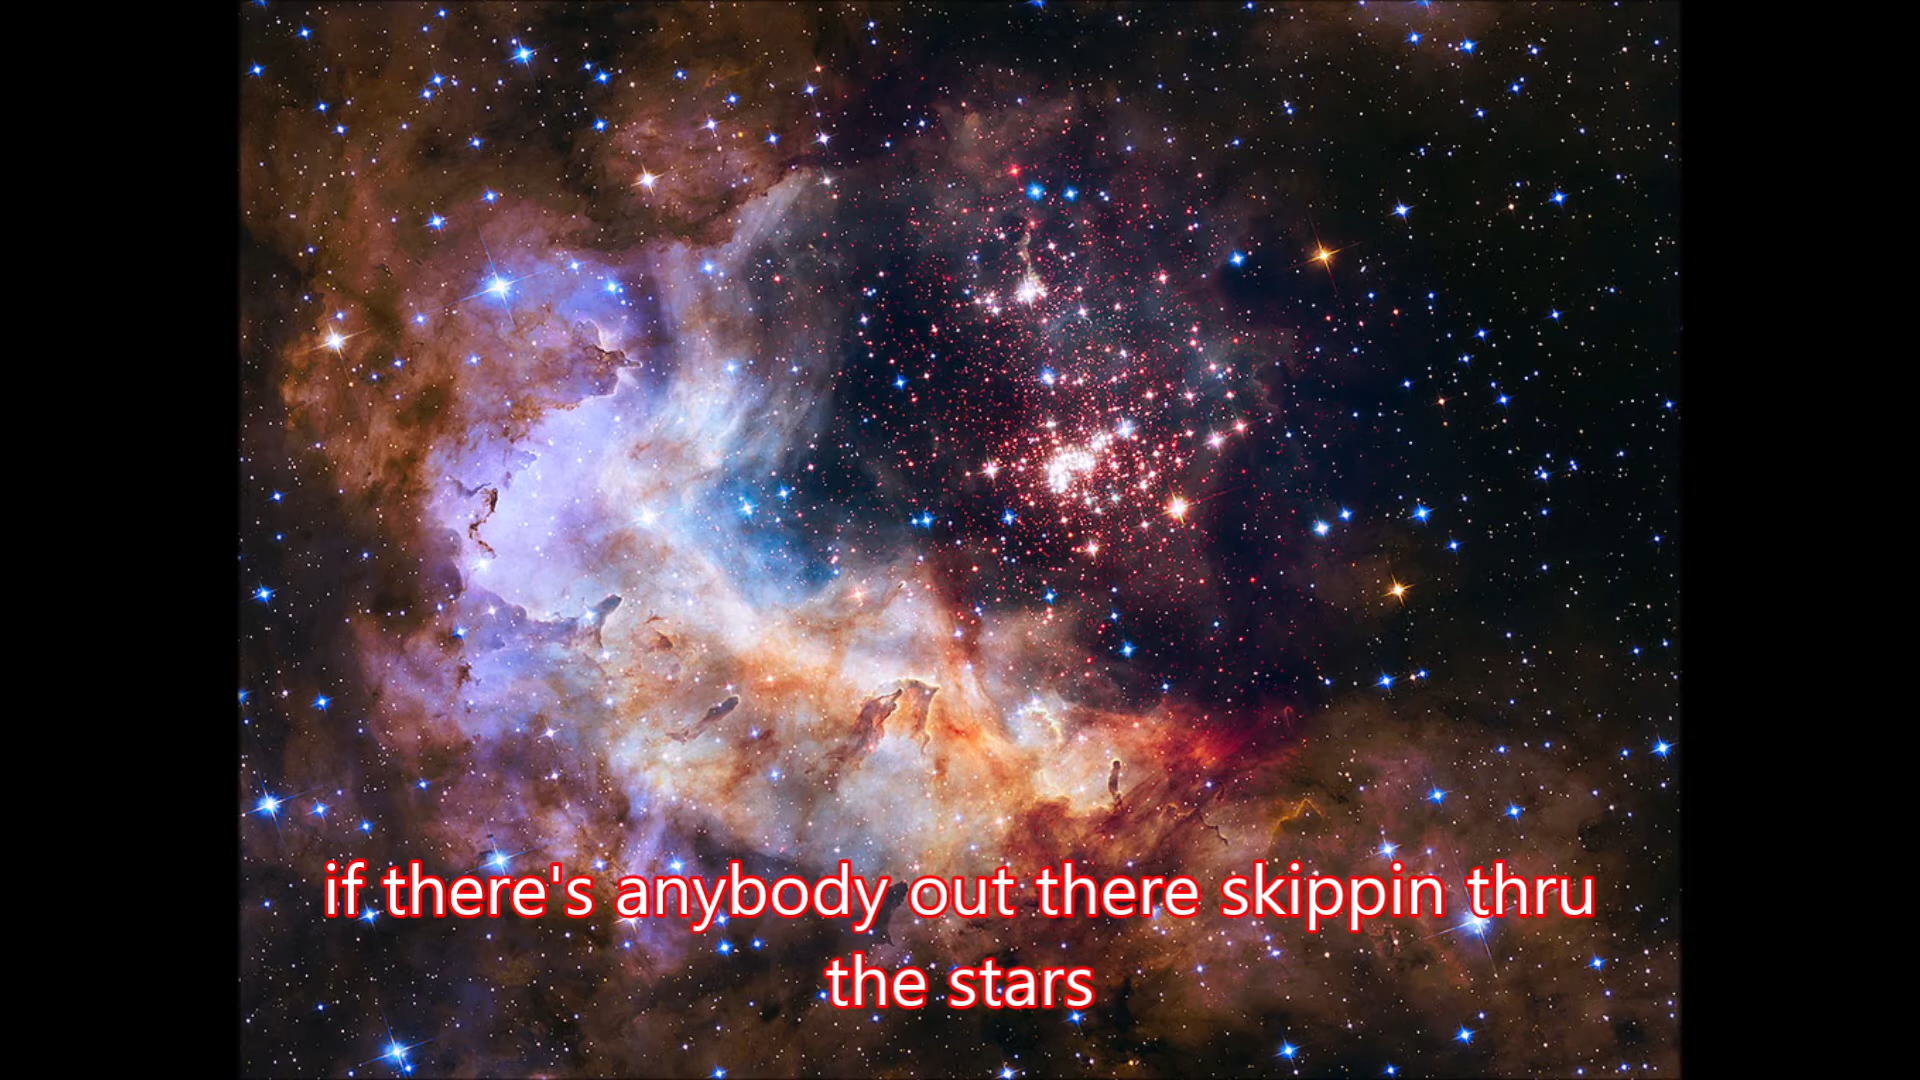 if there's anybody out there skippin thru
the stars